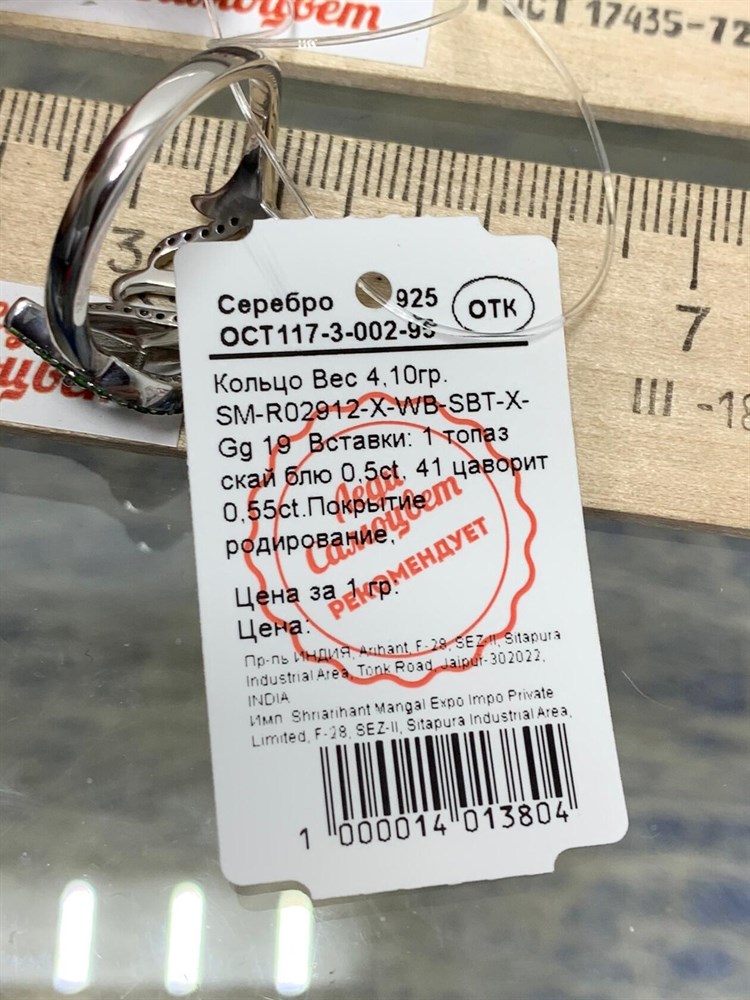 Самоцвет
ГОСТ 17435-72
3
7
III -18
цвет
Серебро 925 ОТК
ОСТ117-3-002-95
Кольцо Вес 4,10гр.
SM-R02912-X-WB-SBT-X-
Gg 19 Вставки: 1 топаз
скай блю 0,5ct, 41 цаворит
0,55ct.Покрытие
родирование,
Леди
Самоцвет
РЕКОМЕНДУЕТ
Цена за 1 гр:
Цена:
Пр-ль ИНДИЯ, Arihant, F-28, SEZ-II, Sitapura
Industrial Area, Tonk Road, Jaipur-302022,
INDIA
Имп. Shriarihant Mangal Expo Impo Private
Limited, F-28, SEZ-II, Sitapura Industrial Area,
1 000014 013804